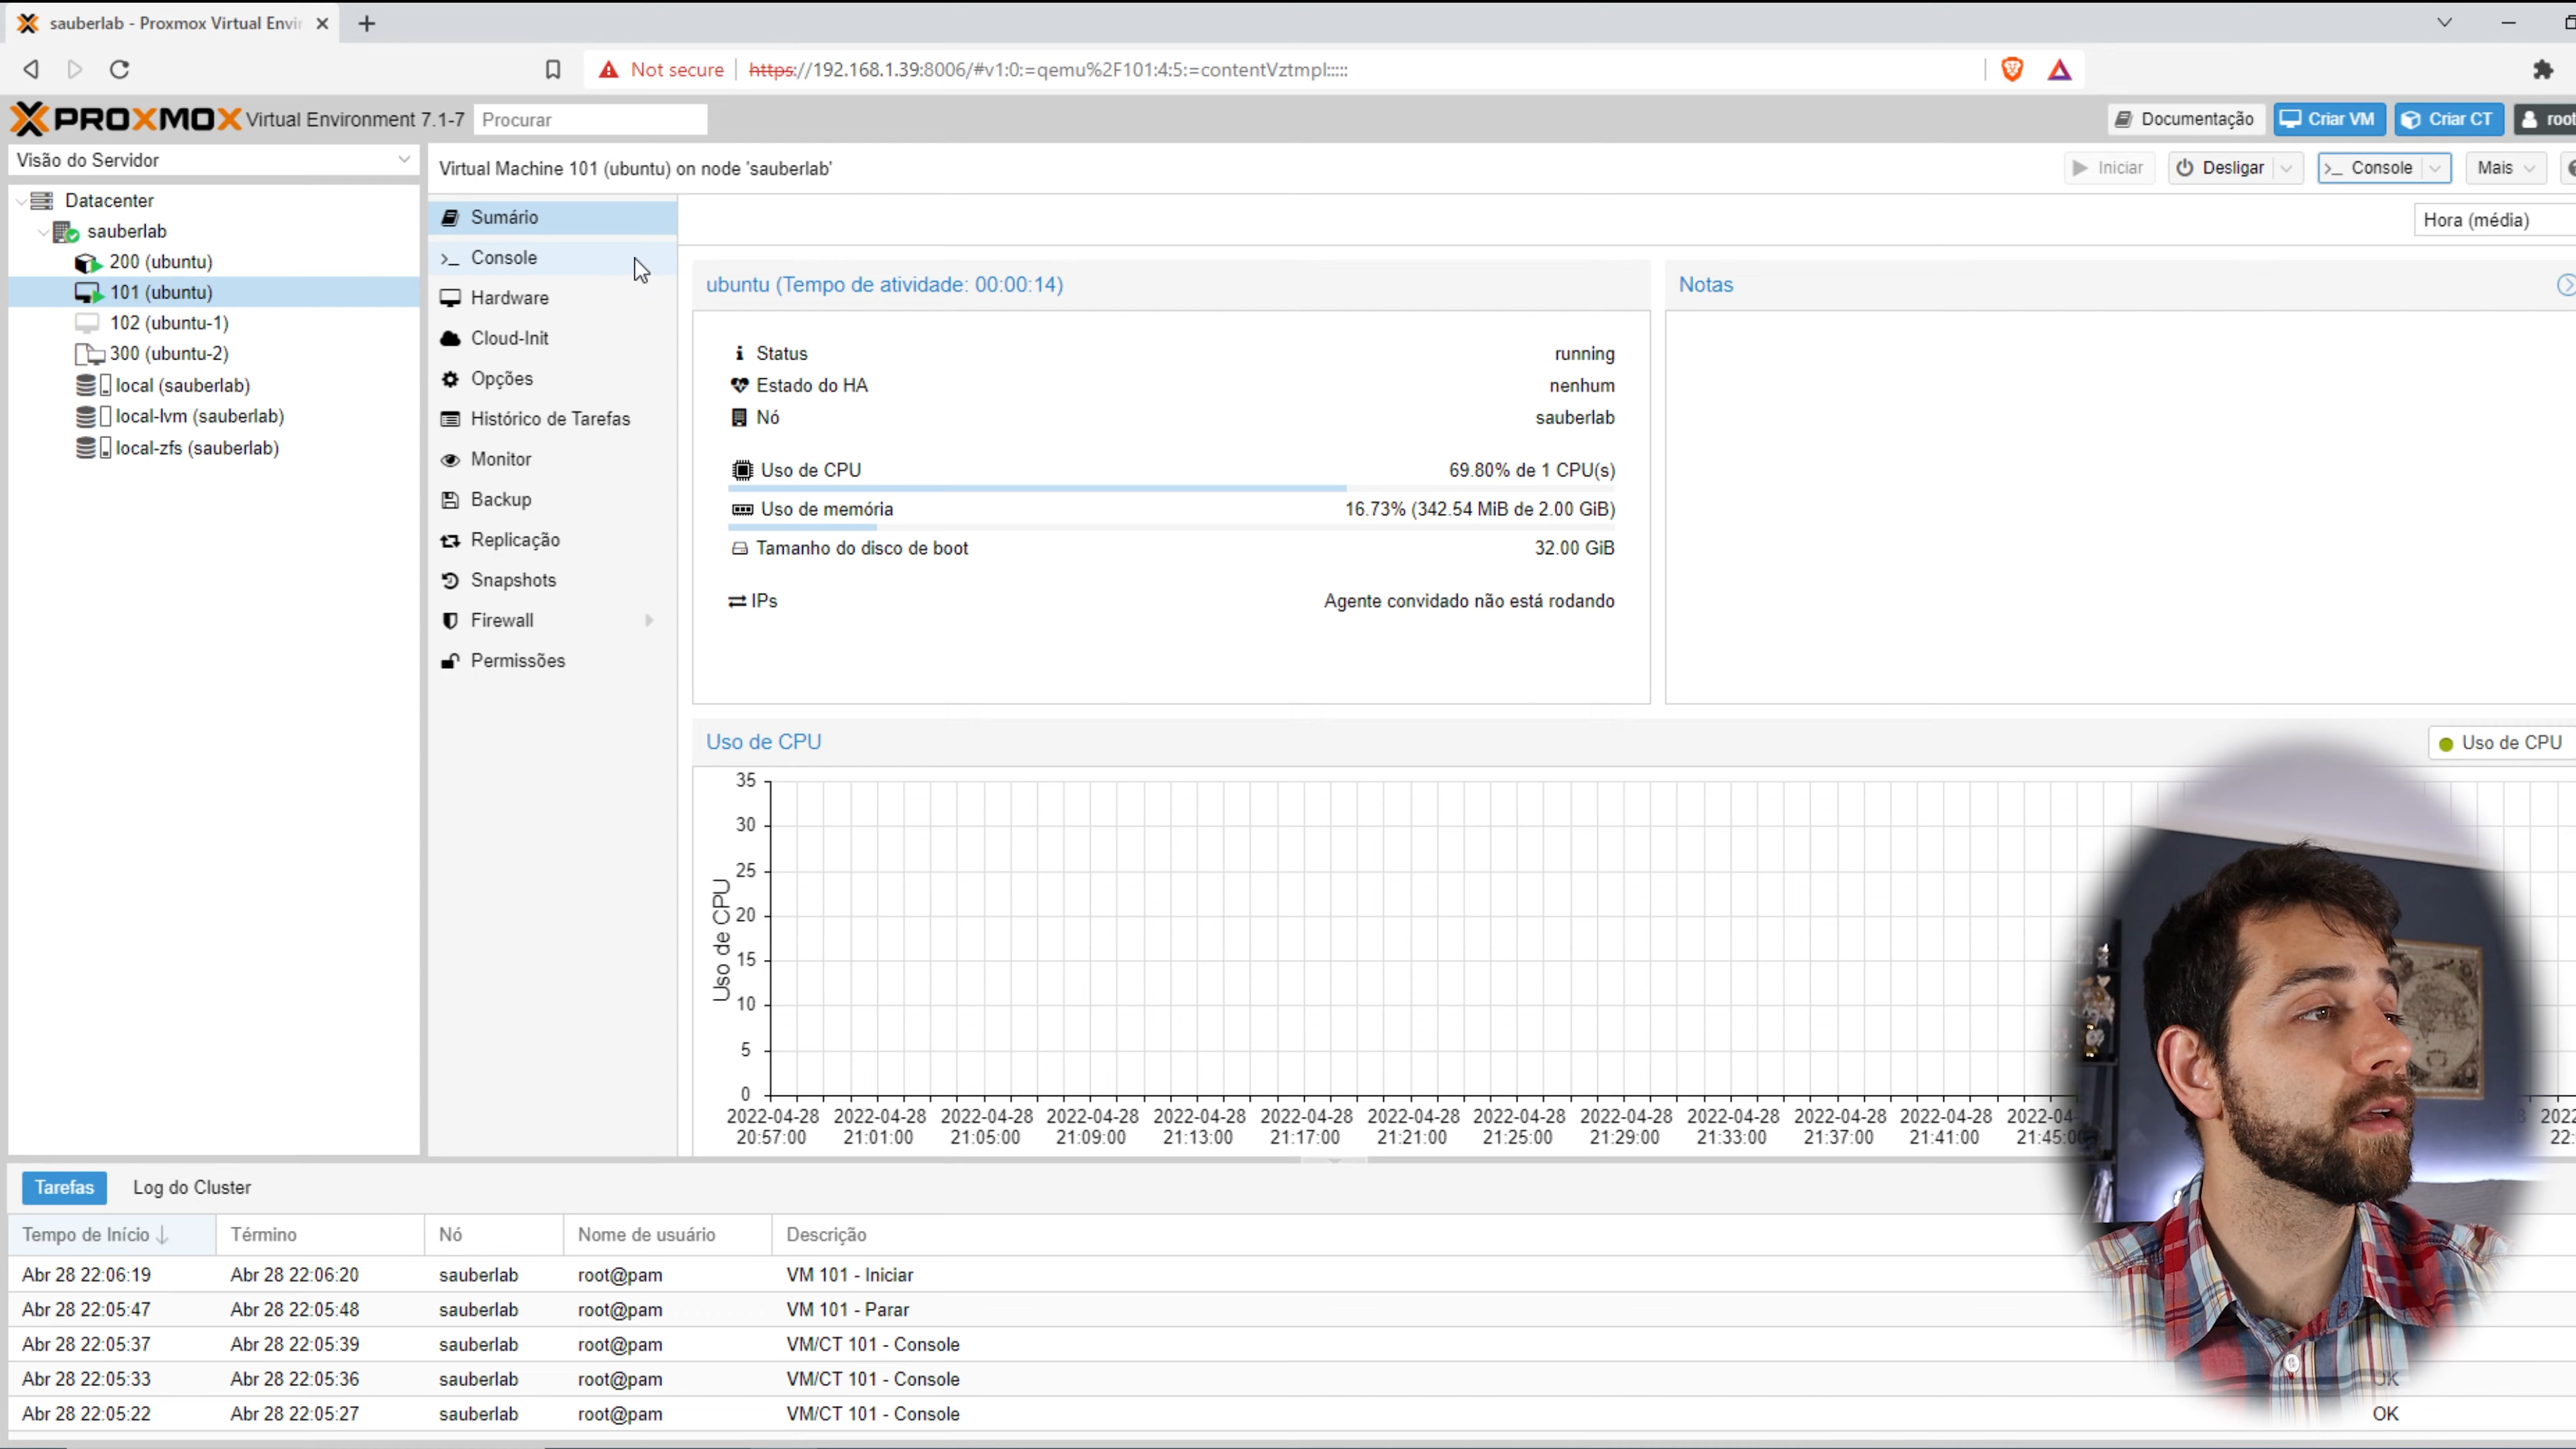 sauberlab - Proxmox Virtual Envir
Not secure https://192.168.1.39:8006/#v1:0:=qemu%2F101:4:5:=contentVztmpl:::::
PROXMOX Virtual Environment 7.1-7 Procurar Documentação Criar VM Criar CT root
Visão do Servidor
Virtual Machine 101 (ubuntu) on node 'sauberlab' Iniciar Desligar Console Mais
Datacenter
sauberlab
200 (ubuntu)
101 (ubuntu)
102 (ubuntu-1)
300 (ubuntu-2)
local (sauberlab)
local-lvm (sauberlab)
local-zfs (sauberlab)
Sumário
Console
Hardware
Cloud-Init
Opções
Histórico de Tarefas
Monitor
Backup
Replicação
Snapshots
Firewall
Permissões
Hora (média)
ubuntu (Tempo de atividade: 00:00:14)
Status running
Estado do HA nenhum
Nó sauberlab
Uso de CPU 69.80% de 1 CPU(s)
Uso de memória 16.73% (342.54 MiB de 2.00 GiB)
Tamanho do disco de boot 32.00 GiB
IPs Agente convidado não está rodando
Notas
Uso de CPU
Uso de CPU
35
30
25
20
15
10
5
0
Uso de CPU
2022-04-28 2022-04-28 2022-04-28 2022-04-28 2022-04-28 2022-04-28 2022-04-28 2022-04-28 2022-04-28 2022-04-28 2022-04-28 2022-04-28 2022-04-
20:57:00 21:01:00 21:05:00 21:09:00 21:13:00 21:17:00 21:21:00 21:25:00 21:29:00 21:33:00 21:37:00 21:41:00 21:45:00
Tarefas Log do Cluster
Tempo de Início Término Nó Nome de usuário Descrição
Abr 28 22:06:19 Abr 28 22:06:20 sauberlab root@pam VM 101 - Iniciar
Abr 28 22:05:47 Abr 28 22:05:48 sauberlab root@pam VM 101 - Parar
Abr 28 22:05:37 Abr 28 22:05:39 sauberlab root@pam VM/CT 101 - Console
Abr 28 22:05:33 Abr 28 22:05:36 sauberlab root@pam VM/CT 101 - Console OK
Abr 28 22:05:22 Abr 28 22:05:27 sauberlab root@pam VM/CT 101 - Console OK